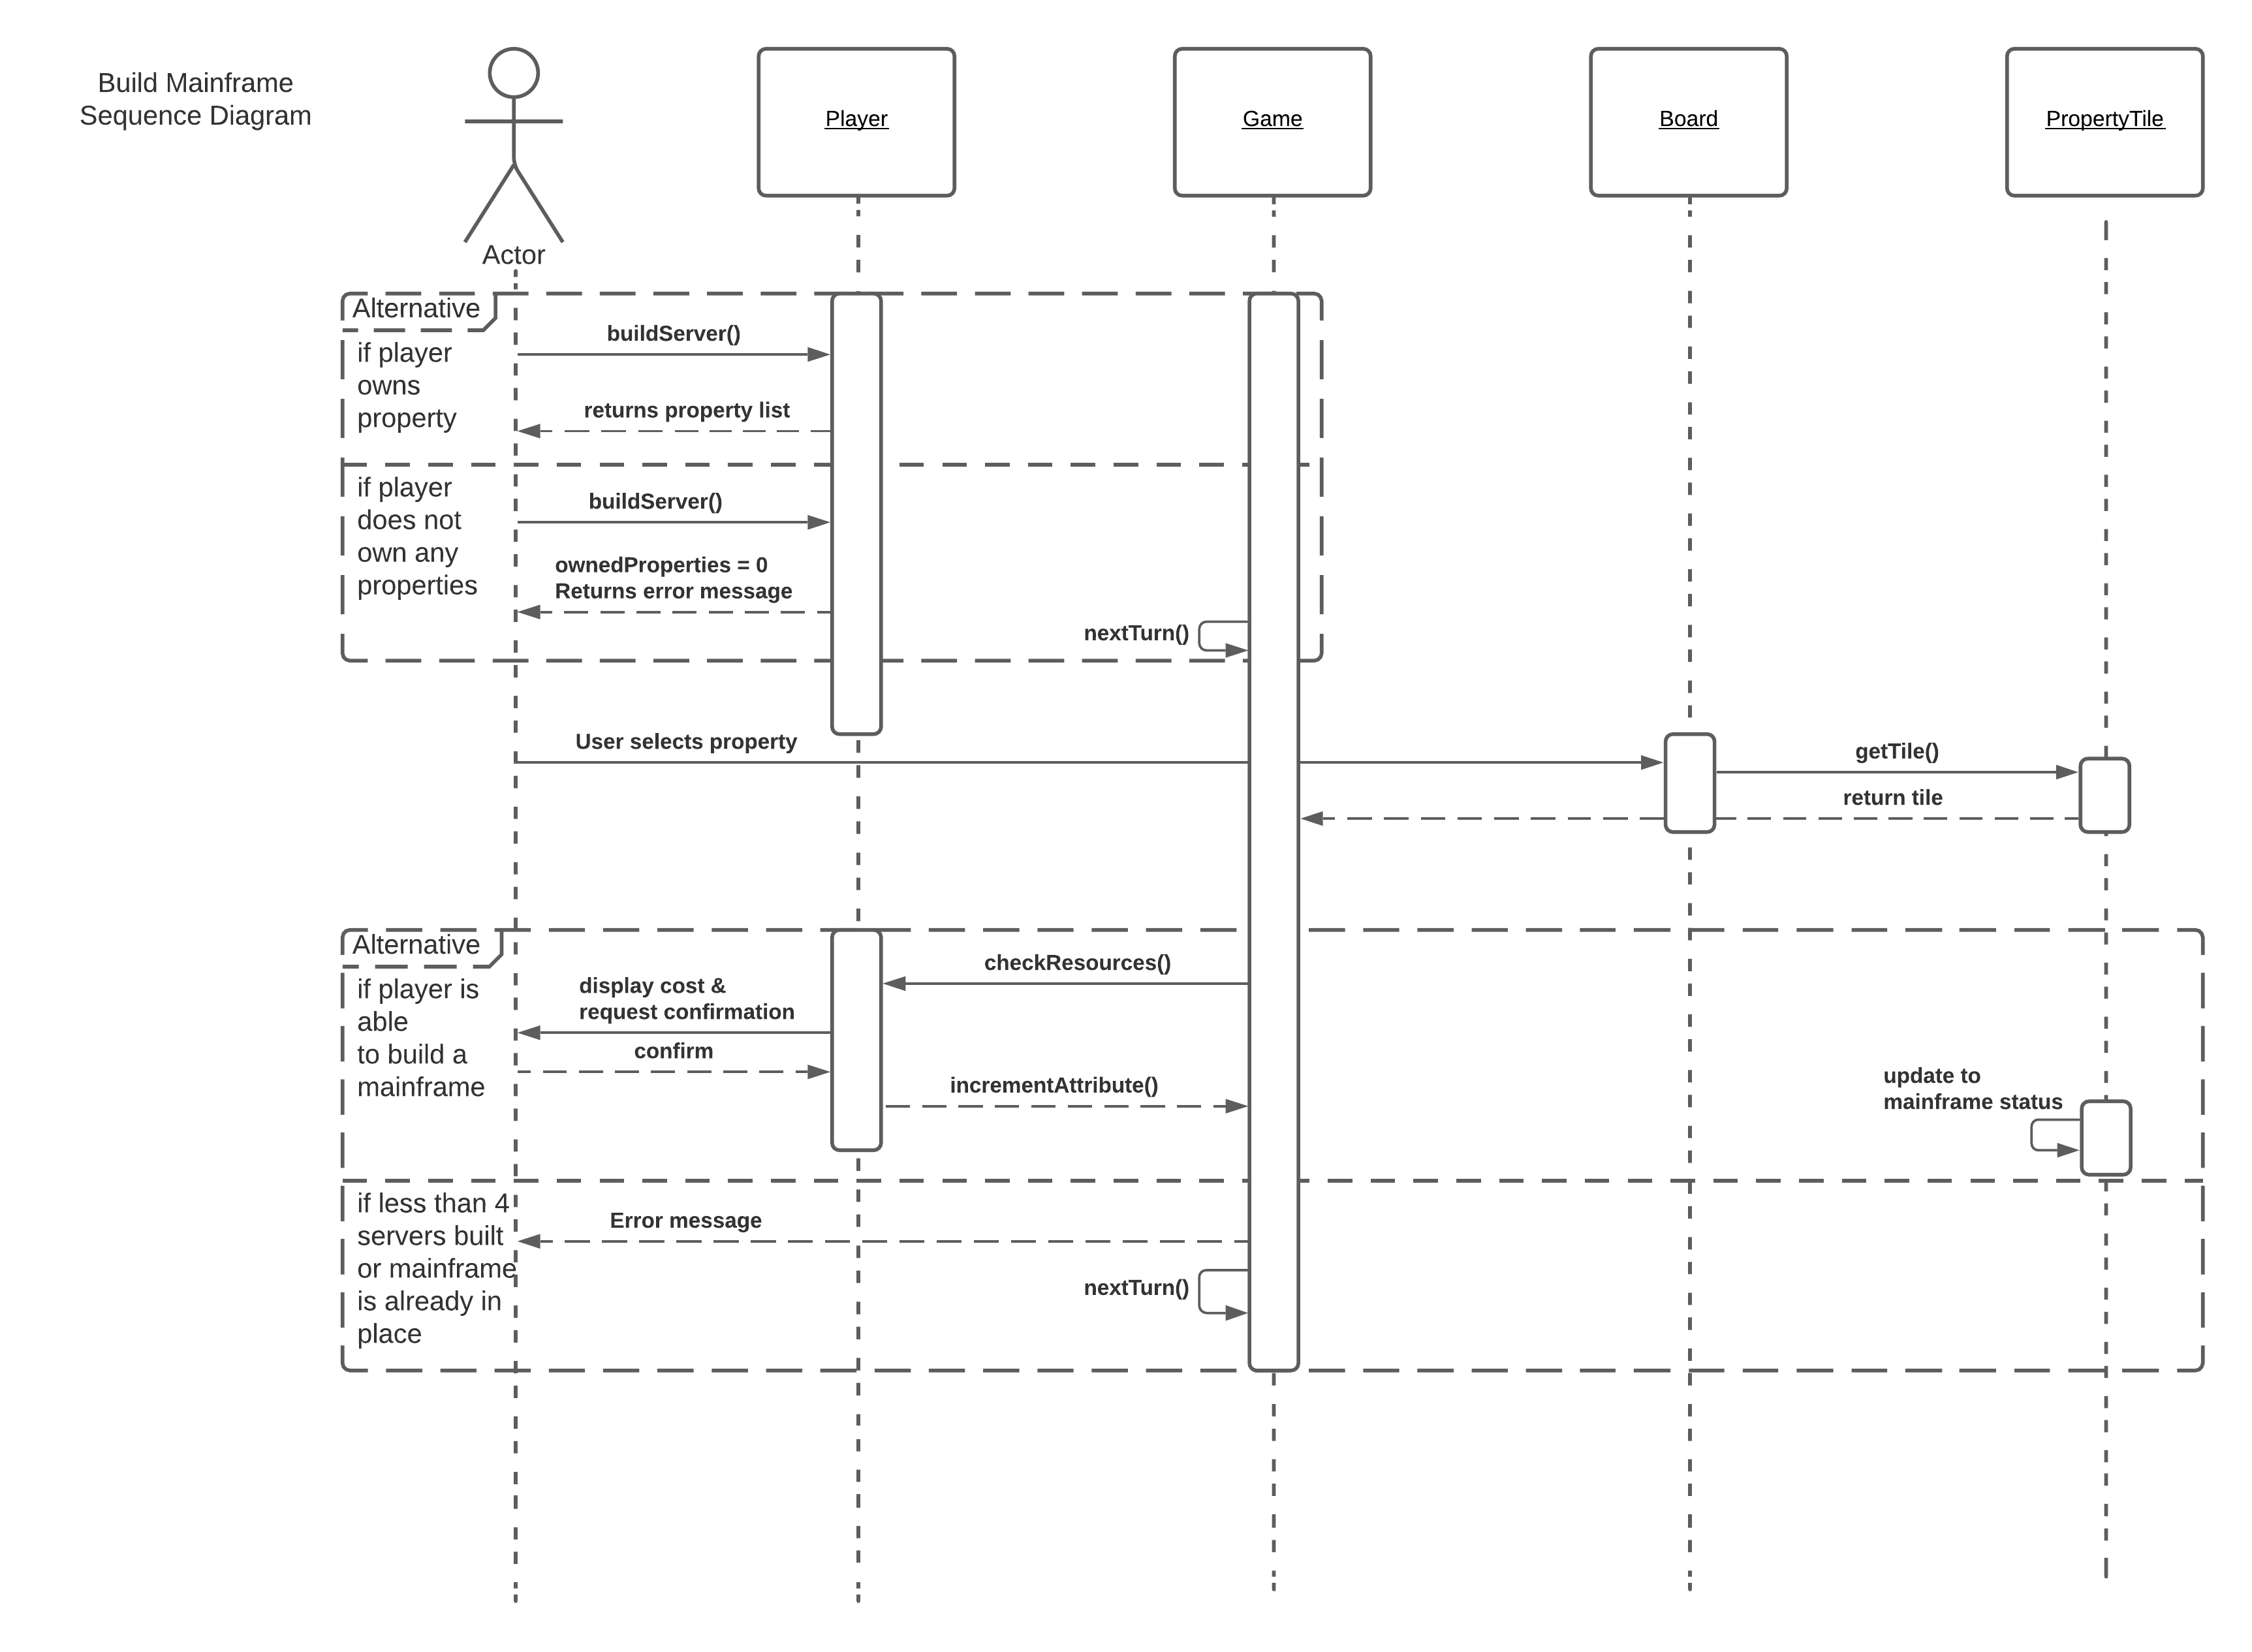 Build Mainframe
Sequence Diagram
Actor
Player
Game
Board
PropertyTile
Alternative
if player
owns
property
buildServer()
returns property list
if player
does not
own any
properties
buildServer()
ownedProperties = 0
Returns error message
nextTurn()
User selects property
getTile()
return tile
Alternative
if player is
able
to build a
mainframe
checkResources()
display cost &
request confirmation
confirm
incrementAttribute()
update to
mainframe status
if less than 4
servers built
or mainframe
is already in
place
Error message
nextTurn()